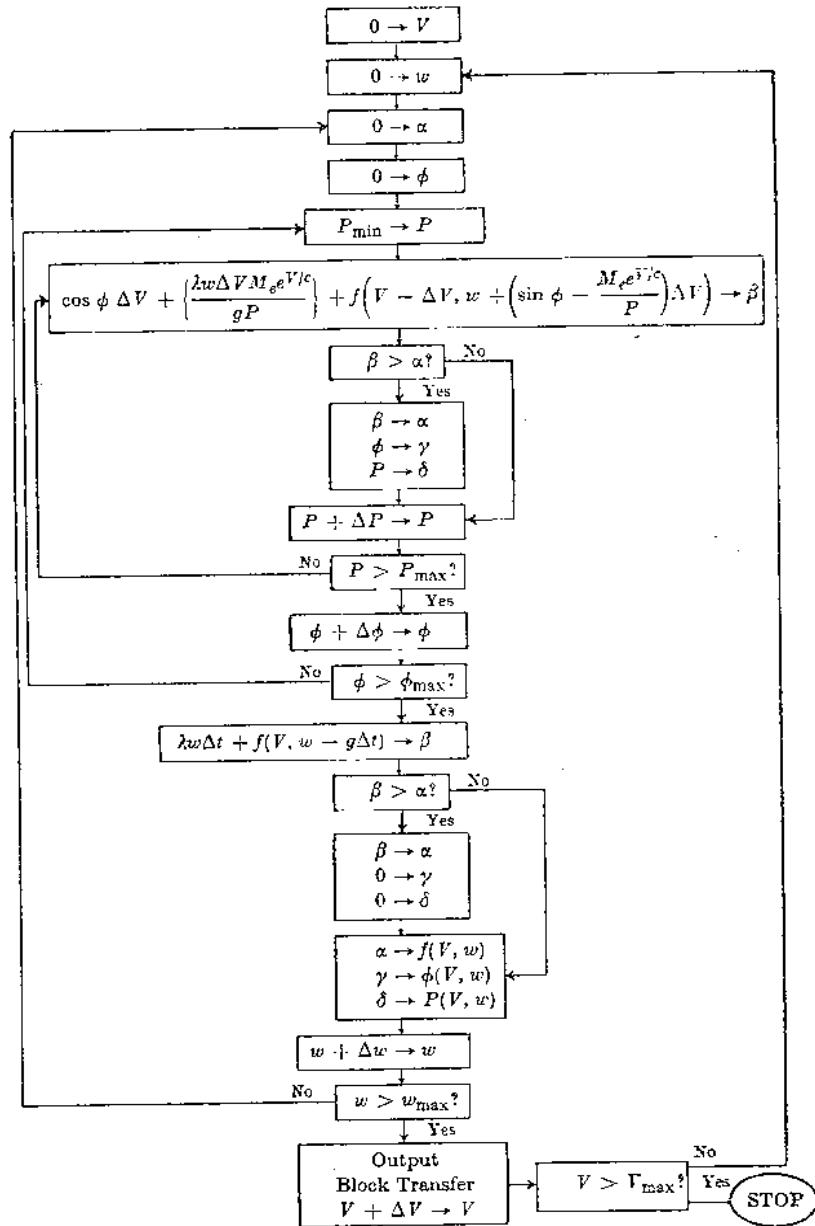 0 → V
0 → w
0 → α
0 → ϕ
P_min → P
cos ϕ ΔV + {λwΔVM_e e^{V/c} / gP} + f(V − ΔV, w + (sin ϕ − M_e e^{V/c} / P)ΔV) → β
β > α?
No
Yes
β → α
ϕ → γ
P → δ
P + ΔP → P
No
P > P_max?
Yes
ϕ + Δϕ → ϕ
No
ϕ > ϕ_max?
Yes
λwΔt + f(V, w − gΔt) → β
β > α?
No
Yes
β → α
0 → γ
0 → δ
α → f(V, w)
γ → ϕ(V, w)
δ → P(V, w)
w + Δw → w
No
w > w_max?
Yes
Output
Block Transfer
V + ΔV → V
V > V_max?
No
Yes
STOP